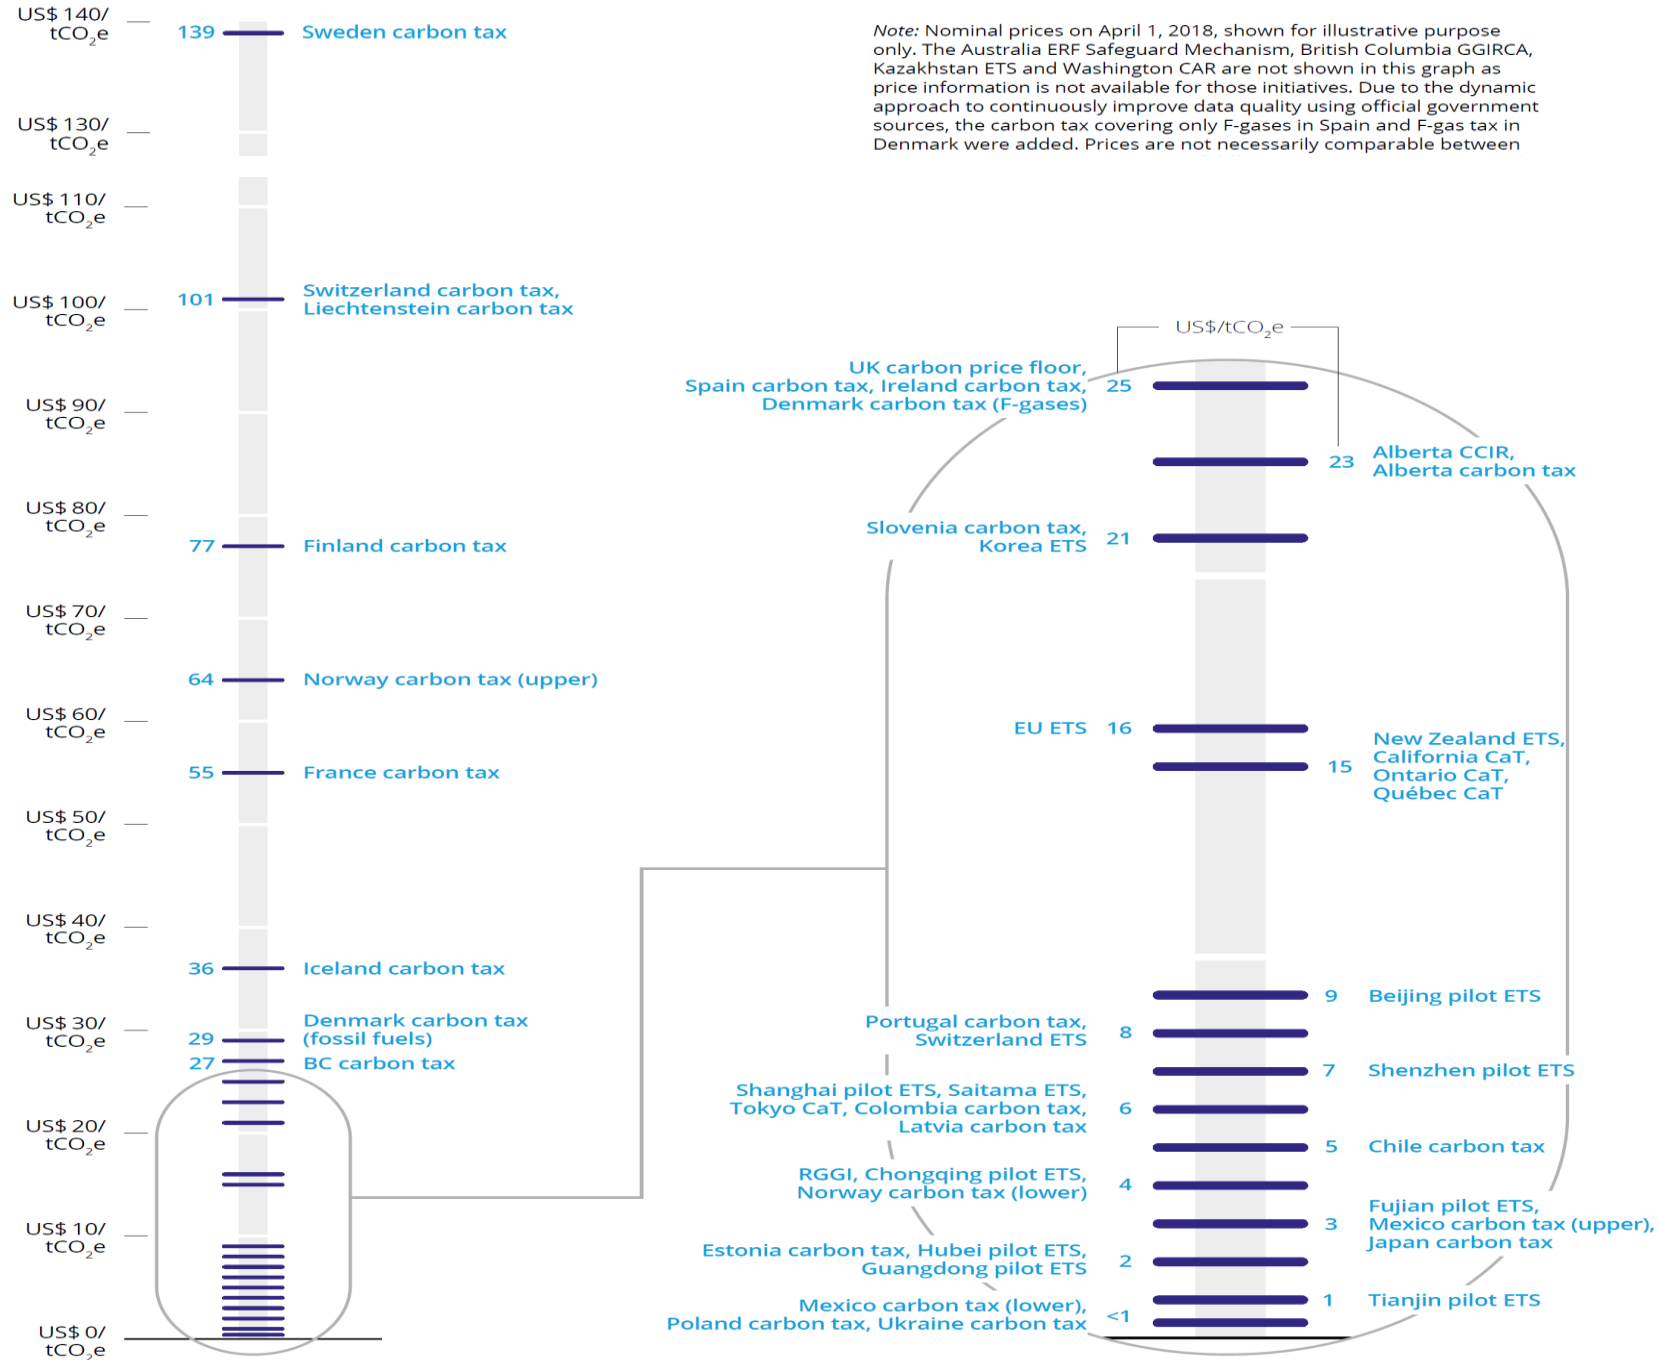 US$ 140/
tCO2e
139 Sweden carbon tax
US$ 130/
tCO2e
US$ 110/
tCO2e
101 Switzerland carbon tax,
Liechtenstein carbon tax
US$ 100/
tCO2e
US$ 90/
tCO2e
US$ 80/
tCO2e
77 Finland carbon tax
US$ 70/
tCO2e
64 Norway carbon tax (upper)
US$ 60/
tCO2e
55 France carbon tax
US$ 50/
tCO2e
US$ 40/
tCO2e
36 Iceland carbon tax
US$ 30/
tCO2e
Denmark carbon tax
29 (fossil fuels)
27 BC carbon tax
US$ 20/
tCO2e
US$ 10/
tCO2e
US$ 0/
tCO2e
Note: Nominal prices on April 1, 2018, shown for illustrative purpose
only. The Australia ERF Safeguard Mechanism, British Columbia GGIRCA,
Kazakhstan ETS and Washington CAR are not shown in this graph as
price information is not available for those initiatives. Due to the dynamic
approach to continuously improve data quality using official government
sources, the carbon tax covering only F-gases in Spain and F-gas tax in
Denmark were added. Prices are not necessarily comparable between
US$/tCO2e
UK carbon price floor,
Spain carbon tax, Ireland carbon tax, 25
Denmark carbon tax (F-gases)
23 Alberta CCIR,
Alberta carbon tax
Slovenia carbon tax,
Korea ETS 21
EU ETS 16
New Zealand ETS,
California CaT,
15 Ontario CaT,
Québec CaT
9 Beijing pilot ETS
Portugal carbon tax,
Switzerland ETS 8
7 Shenzhen pilot ETS
Shanghai pilot ETS, Saitama ETS,
Tokyo CaT, Colombia carbon tax, 6
Latvia carbon tax
5 Chile carbon tax
RGGI, Chongqing pilot ETS,
Norway carbon tax (lower) 4
Fujian pilot ETS,
3 Mexico carbon tax (upper),
Japan carbon tax
Estonia carbon tax, Hubei pilot ETS,
Guangdong pilot ETS 2
1 Tianjin pilot ETS
Mexico carbon tax (lower),
Poland carbon tax, Ukraine carbon tax <1